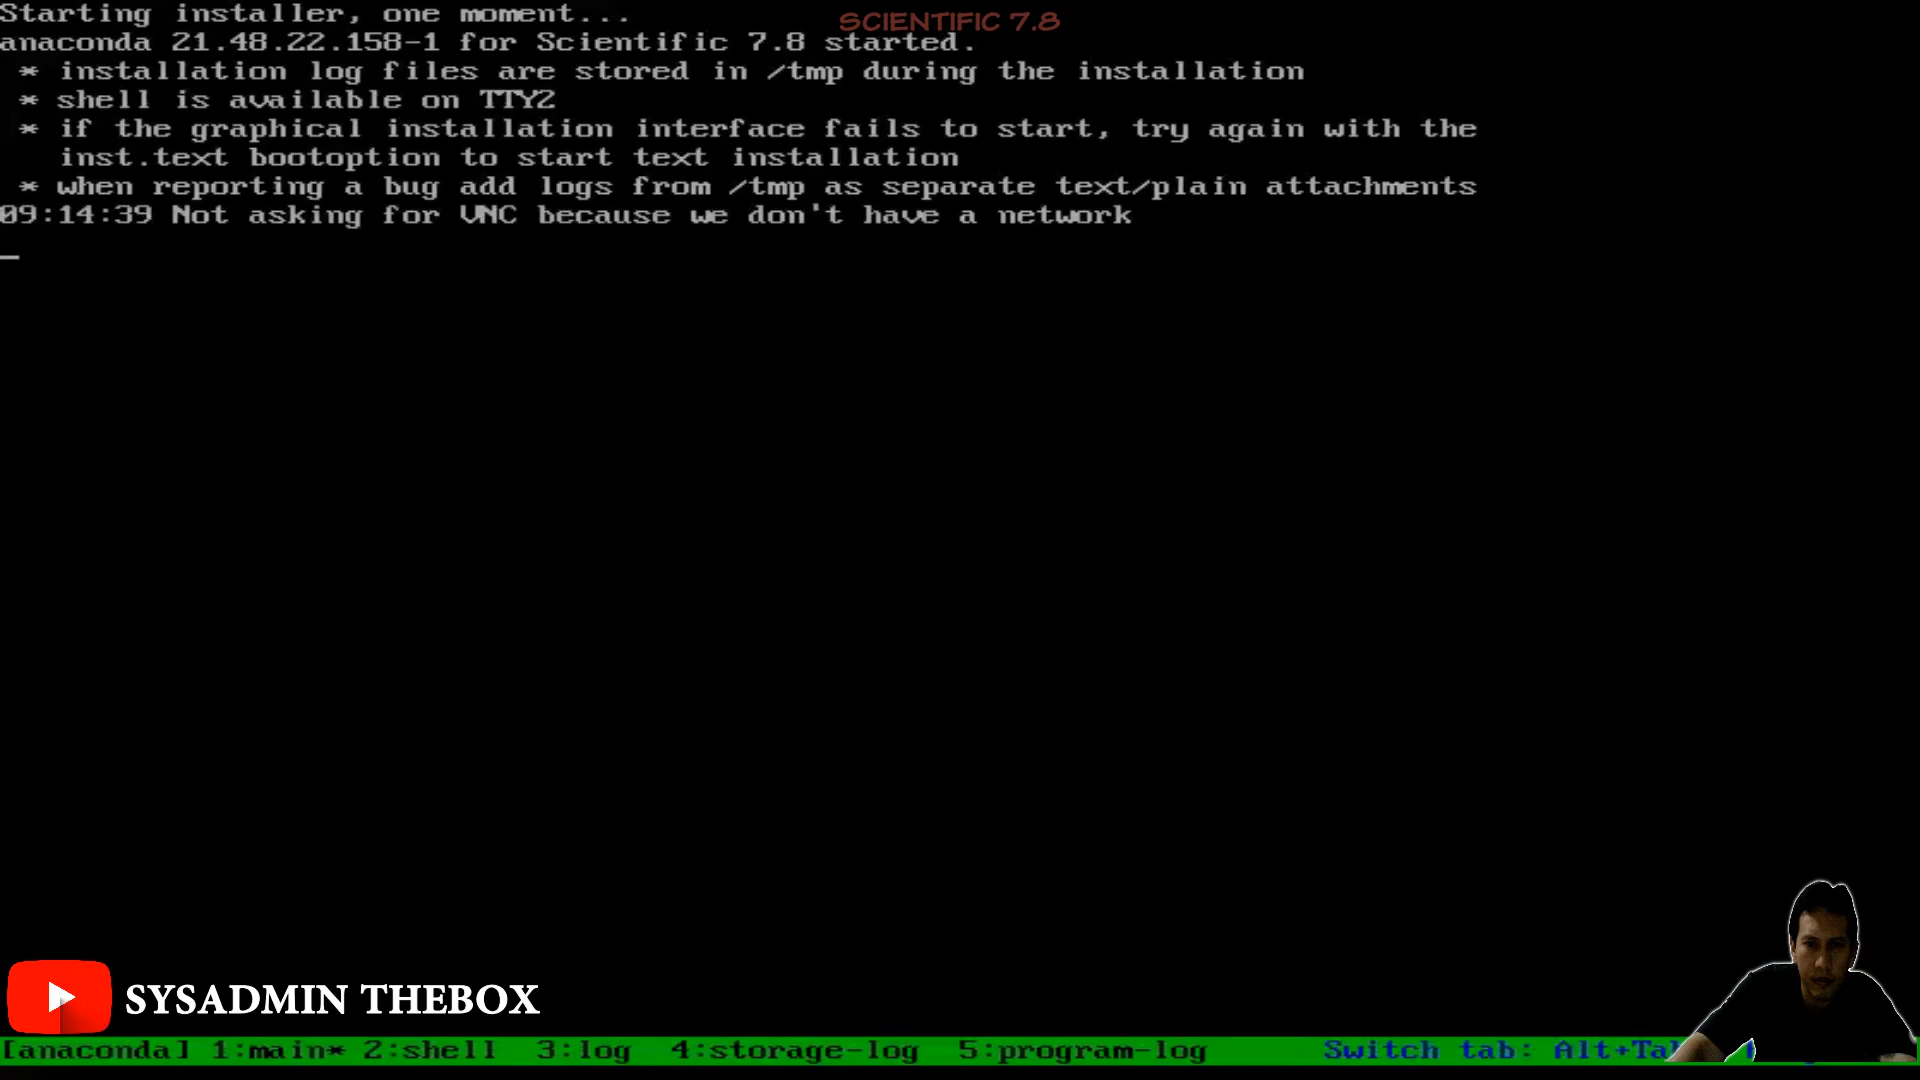 Starting installer, one moment...
SCIENTIFIC 7.8
anaconda 21.48.22.158-1 for Scientific 7.8 started.
* installation log files are stored in /tmp during the installation
* shell is available on TTY2
* if the graphical installation interface fails to start, try again with the
inst.text bootoption to start text installation
* when reporting a bug add logs from /tmp as separate text/plain attachments
09:14:39 Not asking for VNC because we don't have a network
SYSADMIN THEBOX
[anaconda] 1:main* 2:shell 3:log 4:storage-log 5:program-log Switch tab: